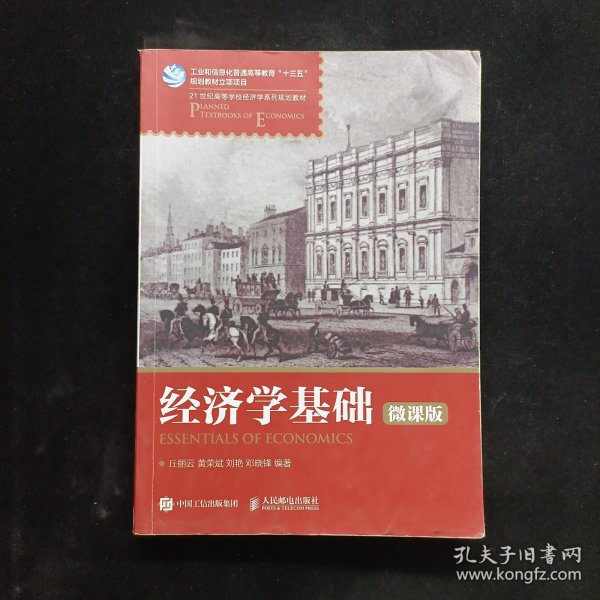 工业和信息化普通高等教育“十三五”
规划教材立项项目
21世纪高等学校经济学系列规划教材
PLANNED
TEXTBOOKS OF ECONOMICS
经济学基础 微课版
ESSENTIALS OF ECONOMICS
丘丽云 黄荣斌 刘艳 邓晓锋 编著
中国工信出版集团
人民邮电出版社
POSTS & TELECOM PRESS
孔夫子旧书网
www.kongfz.com